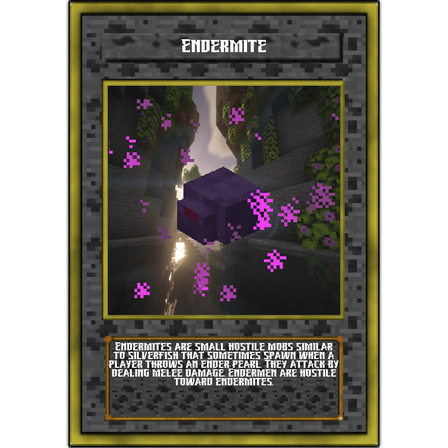 Endermite
Endermites are small hostile mobs similar
to silverfish that sometimes spawn when a
player throws an ender pearl. They attack by
dealing melee damage. Endermen are hostile
toward endermites.